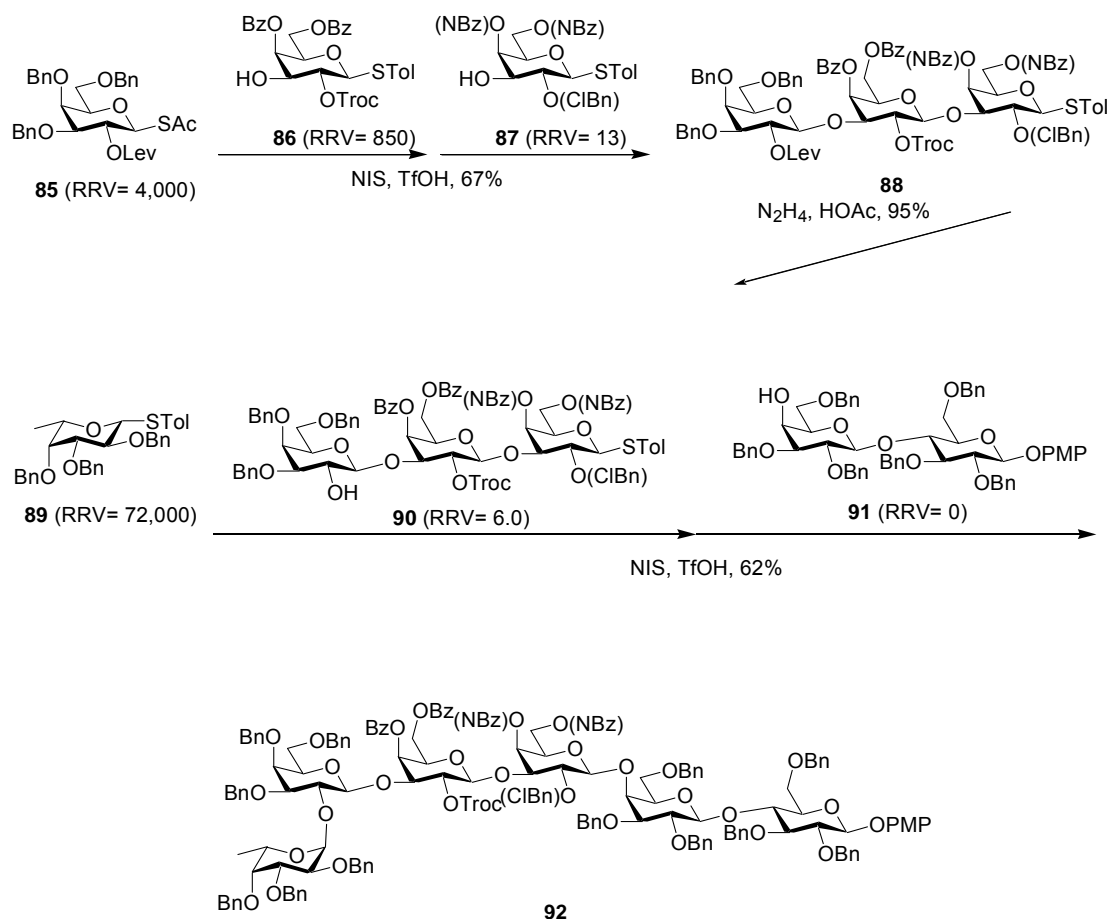 BzO OBz
(NBz)O O(NBz)
O
O
HO
STol
HO
STol
OTroc
O(ClBn)
86 (RRV= 850)
87 (RRV= 13)
BnO OBn
O
BnO
SAc
OLev
85 (RRV= 4,000)
NIS, TfOH, 67%
OBz (NBz)O O(NBz)
BnO OBn BzO
O
O
O
STol
BnO
O
O
OLev
OTroc
O(ClBn)
88
N2H4, HOAc, 95%
O
STol
OBn
BnO
OBn
89 (RRV= 72,000)
OBz (NBz)O O(NBz)
BnO OBn BzO
O
O
O
STol
BnO
O
O
OH
OTroc
O(ClBn)
90 (RRV= 6.0)
HO
OBn
OBn
O
O
O
BnO
OBn
BnO
OBn
OPMP
91 (RRV= 0)
NIS, TfOH, 62%
OBz (NBz)O O(NBz)
BnO OBn BzO
O
O
O
OBn
OBn
BnO
O
O
O
O
O
O
OTroc (ClBn)O
O
BnO
OBn
BnO
OBn
OPMP
O
O
OBn
BnO
OBn
92